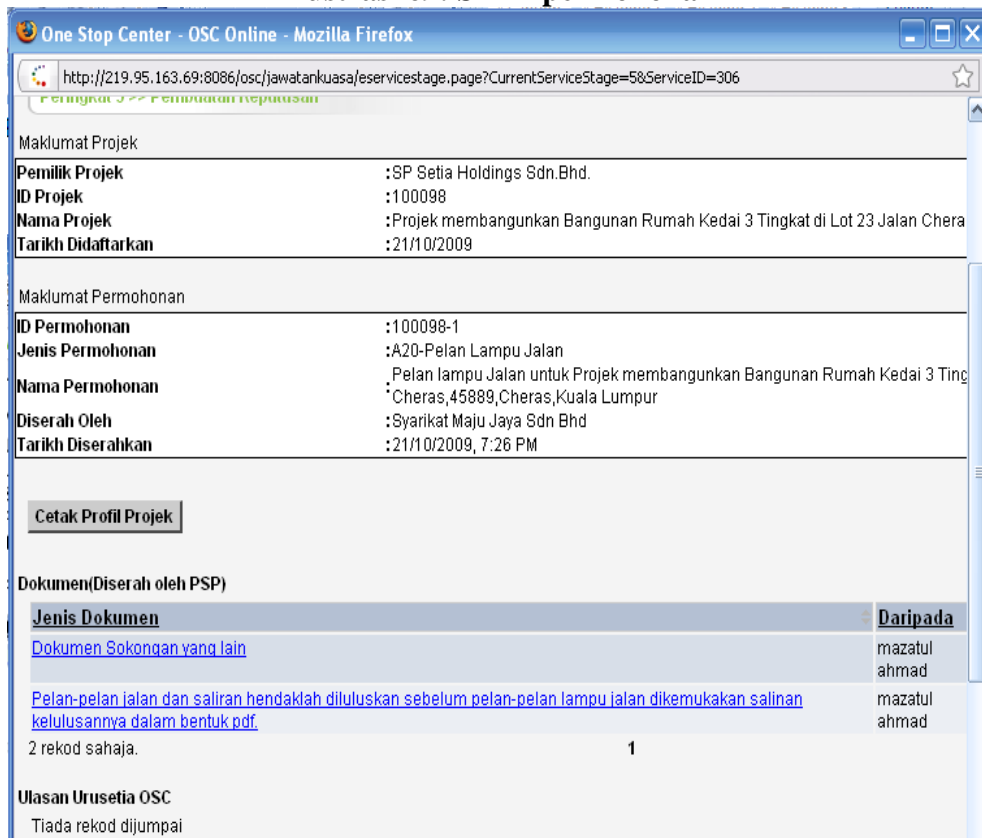 One Stop Center - OSC Online - Mozilla Firefox
http://219.95.163.69:8086/osc/jawatankuasa/eservicestage.page?CurrentServiceStage=5&ServiceID=306
Peringkat 5 >> Pembuatan Keputusan
Maklumat Projek
Pemilik Projek :SP Setia Holdings Sdn.Bhd.
ID Projek :100098
Nama Projek :Projek membangunkan Bangunan Rumah Kedai 3 Tingkat di Lot 23 Jalan Chera
Tarikh Didaftarkan :21/10/2009
Maklumat Permohonan
ID Permohonan :100098-1
Jenis Permohonan :A20-Pelan Lampu Jalan
Nama Permohonan :Pelan lampu Jalan untuk Projek membangunkan Bangunan Rumah Kedai 3 Ting
Cheras,45889,Cheras,Kuala Lumpur
Diserah Oleh :Syarikat Maju Jaya Sdn Bhd
Tarikh Diserahkan :21/10/2009, 7:26 PM
Cetak Profil Projek
Dokumen(Diserah oleh PSP)
Jenis Dokumen Daripada
Dokumen Sokongan yang lain mazatul
ahmad
Pelan-pelan jalan dan saliran hendaklah diluluskan sebelum pelan-pelan lampu jalan dikemukakan salinan mazatul
kelulusannya dalam bentuk pdf. ahmad
2 rekod sahaja. 1
Ulasan Urusetia OSC
Tiada rekod dijumpai